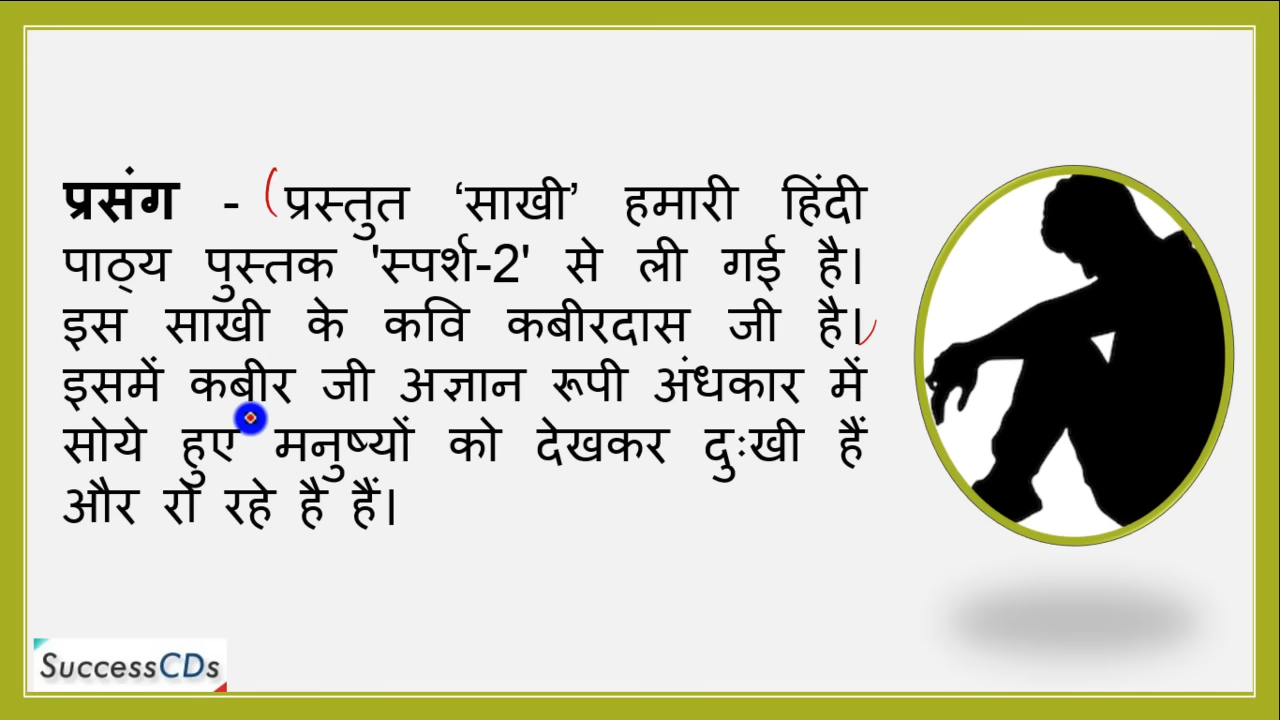 प्रसंग - प्रस्तुत ‘साखी’ हमारी हिंदी
पाठ्य पुस्तक 'स्पर्श-2' से ली गई है।
इस साखी के कवि कबीरदास जी है।
इसमें कबीर जी अज्ञान रूपी अंधकार में
सोये हुए मनुष्यों को देखकर दुःखी हैं
और रो रहे है हैं।
SuccessCDs